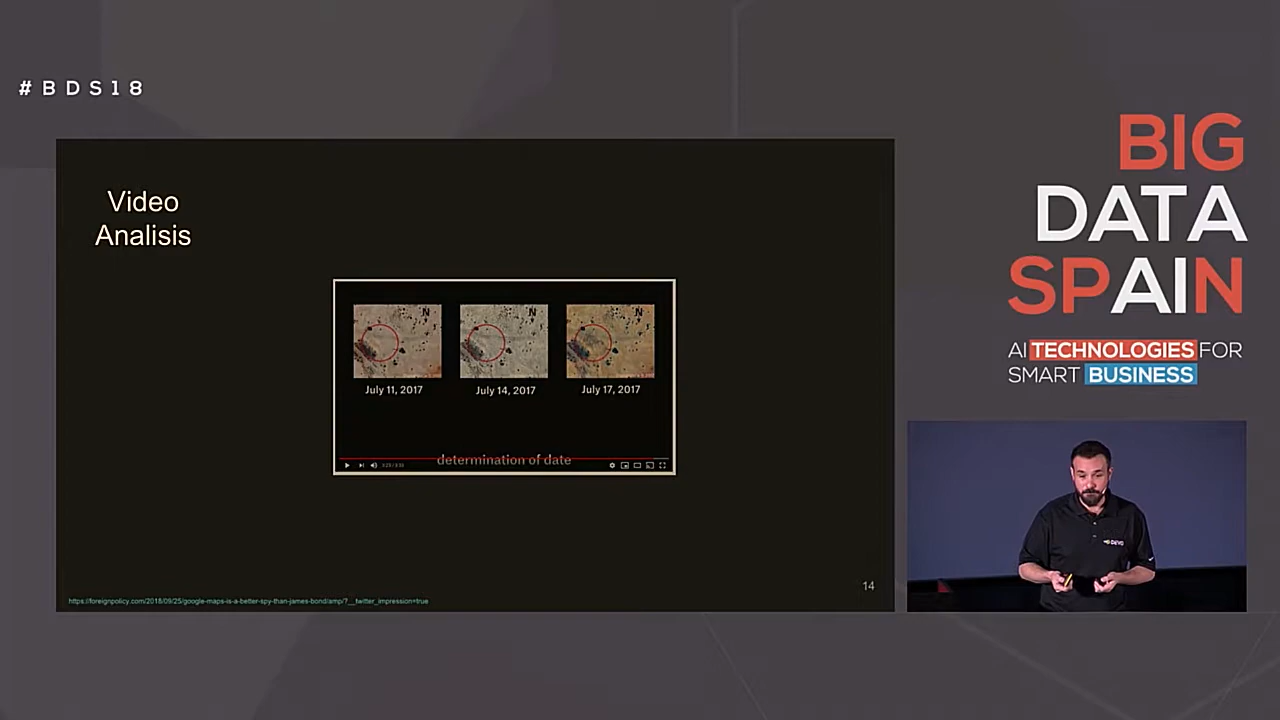 #BDS18
Video
Analisis
N
N
N
July 11, 2017
July 14, 2017
July 17, 2017
determination of date
14
https://foreignpolicy.com/2018/09/25/google-maps-is-a-better-spy-than-james-bond/amp/?__twitter_impression=true
BIG
DATA
SPAIN
AI TECHNOLOGIES FOR
SMART BUSINESS
DEVO